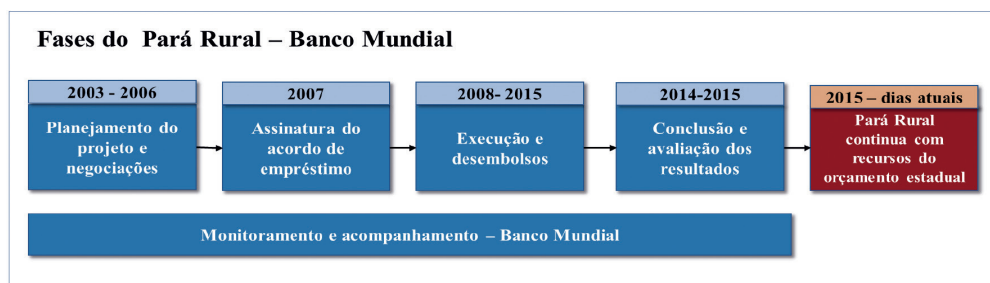 Fases do Pará Rural – Banco Mundial
2003 - 2006
Planejamento do
projeto e
negociações
2007
Assinatura do
acordo de
empréstimo
2008- 2015
Execução e
desembolsos
2014-2015
Conclusão e
avaliação dos
resultados
2015 – dias atuais
Pará Rural
continua com
recursos do
orçamento estadual
Monitoramento e acompanhamento – Banco Mundial